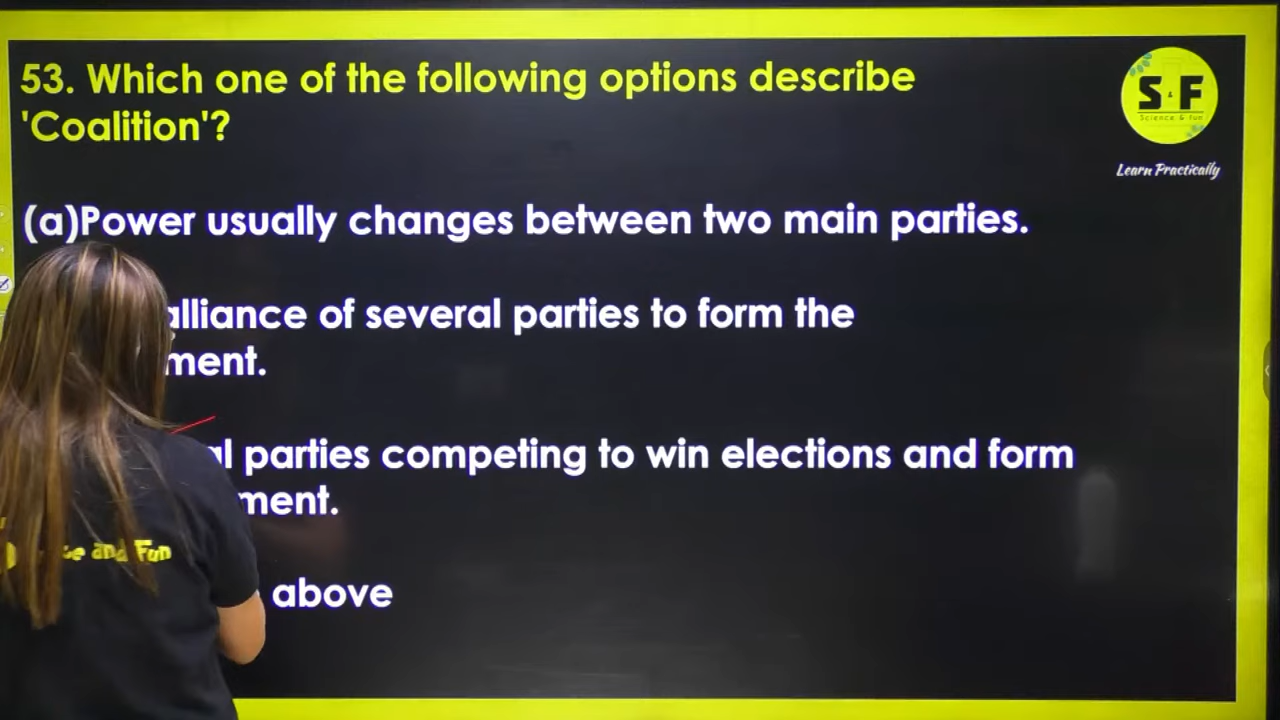 53. Which one of the following options describe
'Coalition'?
S & F
Science & Fun
Learn Practically
(a)Power usually changes between two main parties.
alliance of several parties to form the
ment.
parties competing to win elections and form
ment.
above
and Fun